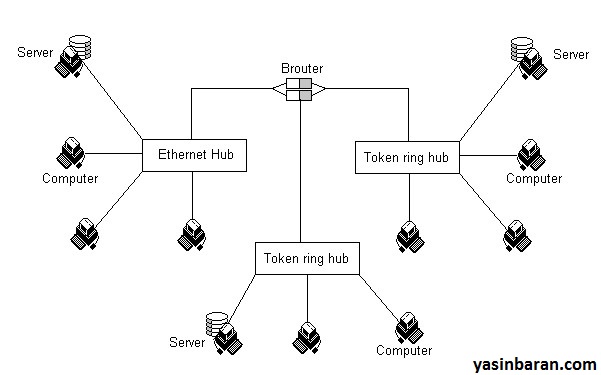 Server
Brouter
Server
Ethernet Hub
Token ring hub
Computer
Computer
Token ring hub
Server
Computer
yasinbaran.com